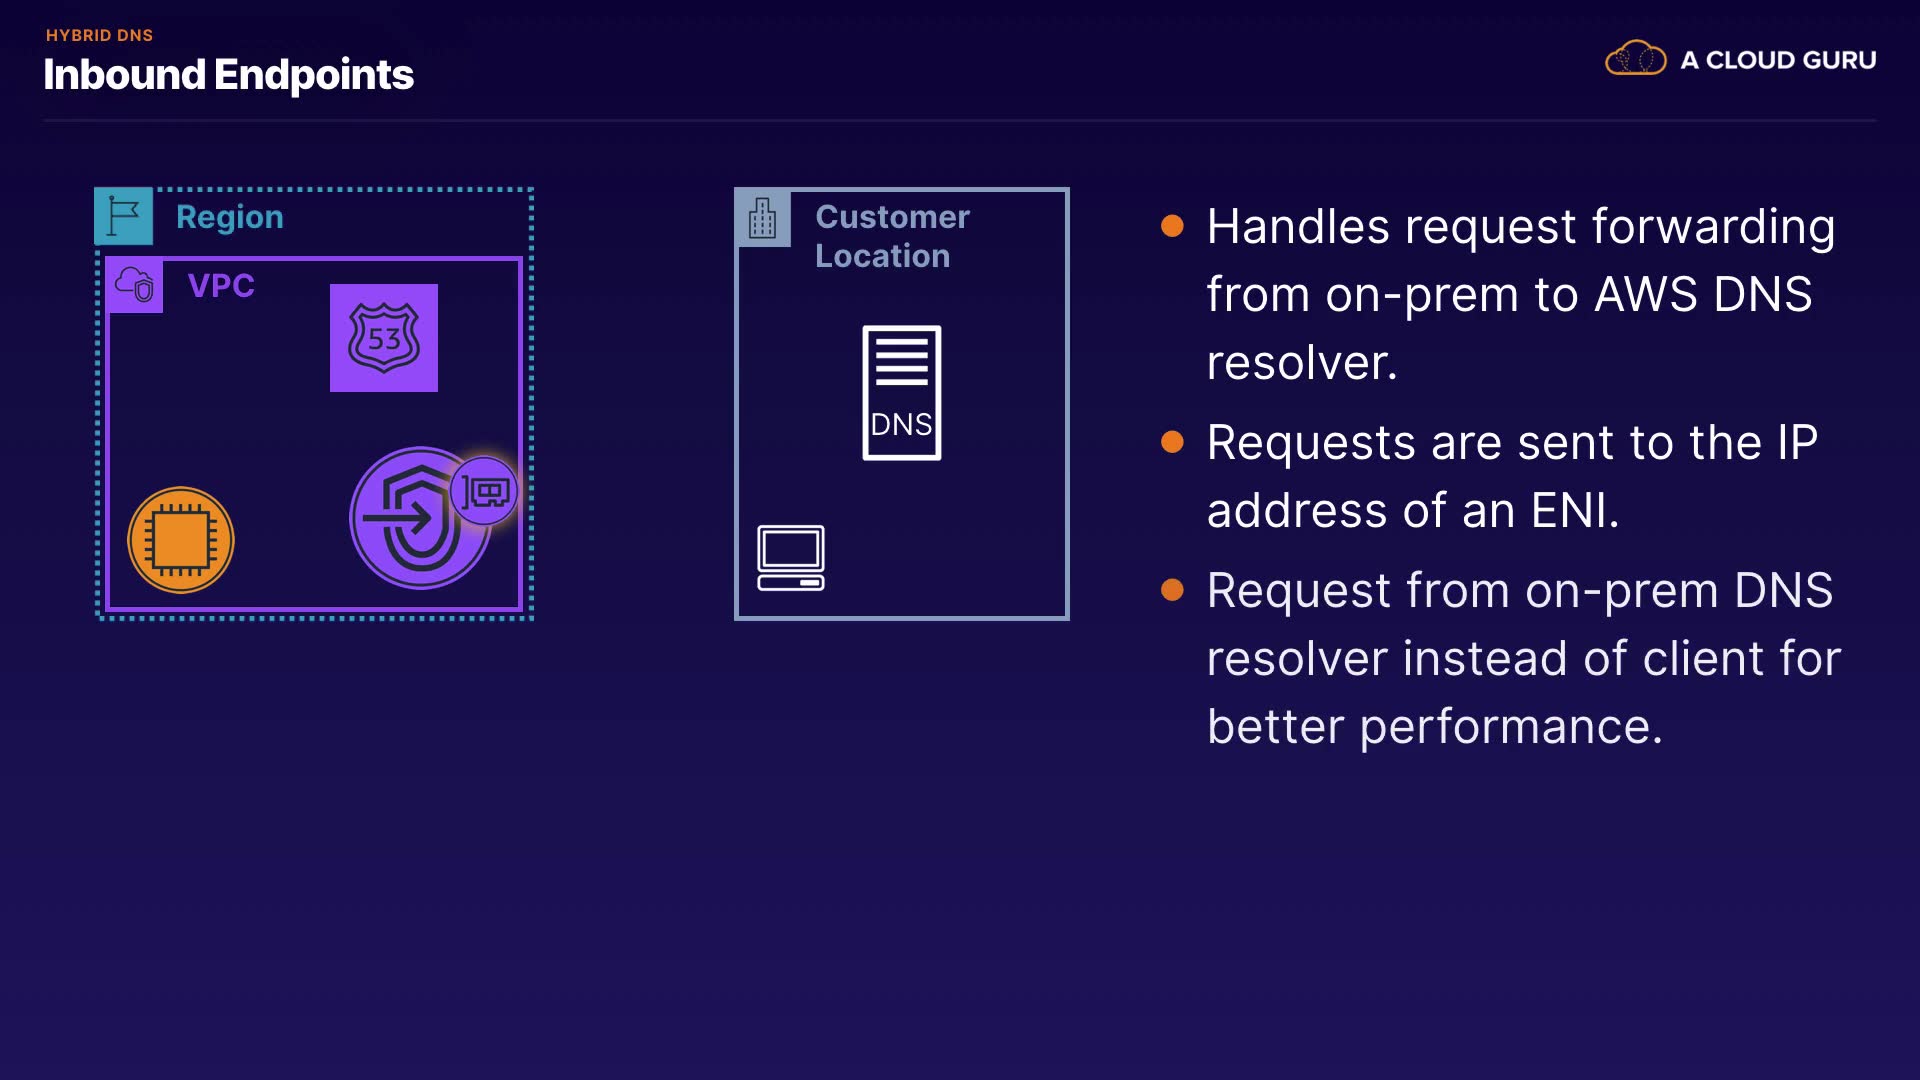 HYBRID DNS
Inbound Endpoints
A CLOUD GURU
Region
VPC
53
Customer
Location
DNS
Handles request forwarding
from on-prem to AWS DNS
resolver.
Requests are sent to the IP
address of an ENI.
Request from on-prem DNS
resolver instead of client for
better performance.